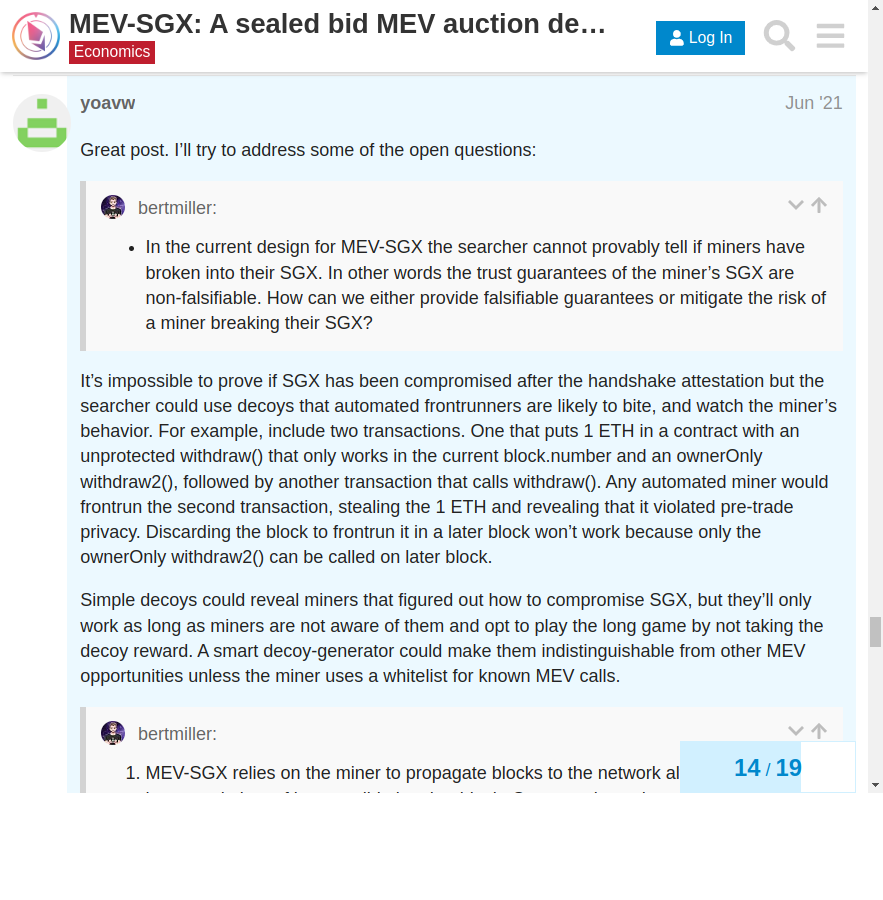 MEV-SGX: A sealed bid MEV auction de…
Economics
Log In
yoavw
Jun '21
Great post. I’ll try to address some of the open questions:
bertmiller:
• In the current design for MEV-SGX the searcher cannot provably tell if miners have
broken into their SGX. In other words the trust guarantees of the miner’s SGX are
non-falsifiable. How can we either provide falsifiable guarantees or mitigate the risk of
a miner breaking their SGX?
It’s impossible to prove if SGX has been compromised after the handshake attestation but the
searcher could use decoys that automated frontrunners are likely to bite, and watch the miner’s
behavior. For example, include two transactions. One that puts 1 ETH in a contract with an
unprotected withdraw() that only works in the current block.number and an ownerOnly
withdraw2(), followed by another transaction that calls withdraw(). Any automated miner would
frontrun the second transaction, stealing the 1 ETH and revealing that it violated pre-trade
privacy. Discarding the block to frontrun it in a later block won’t work because only the
ownerOnly withdraw2() can be called on later block.
Simple decoys could reveal miners that figured out how to compromise SGX, but they’ll only
work as long as miners are not aware of them and opt to play the long game by not taking the
decoy reward. A smart decoy-generator could make them indistinguishable from other MEV
opportunities unless the miner uses a whitelist for known MEV calls.
bertmiller:
1. MEV-SGX relies on the miner to propagate blocks to the network al
14 / 19